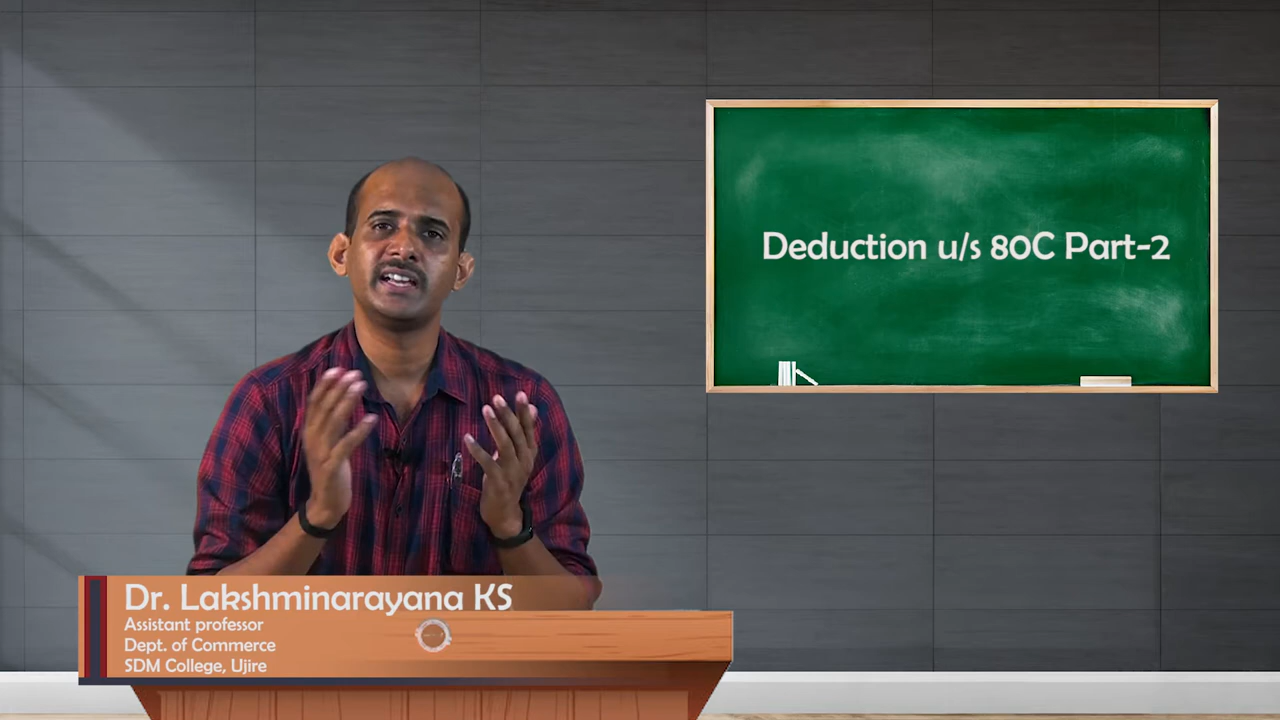 Deduction u/s 80C Part-2
Dr. Lakshminarayana KS
Assistant professor
Dept. of Commerce
SDM College, Ujire